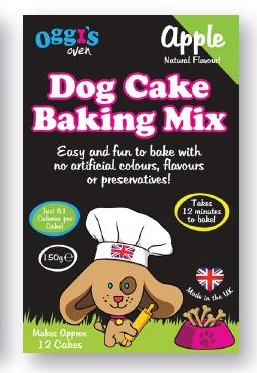 Oggi's
oven
Apple
Natural Flavour!
Dog Cake
Baking Mix
Easy and fun to bake with
no artificial colours, flavours
or preservatives!
Just 61
Calories per
Cake!
Takes
12 minutes
to bake!
150g℮
Made in the UK
Makes Approx
12 Cakes